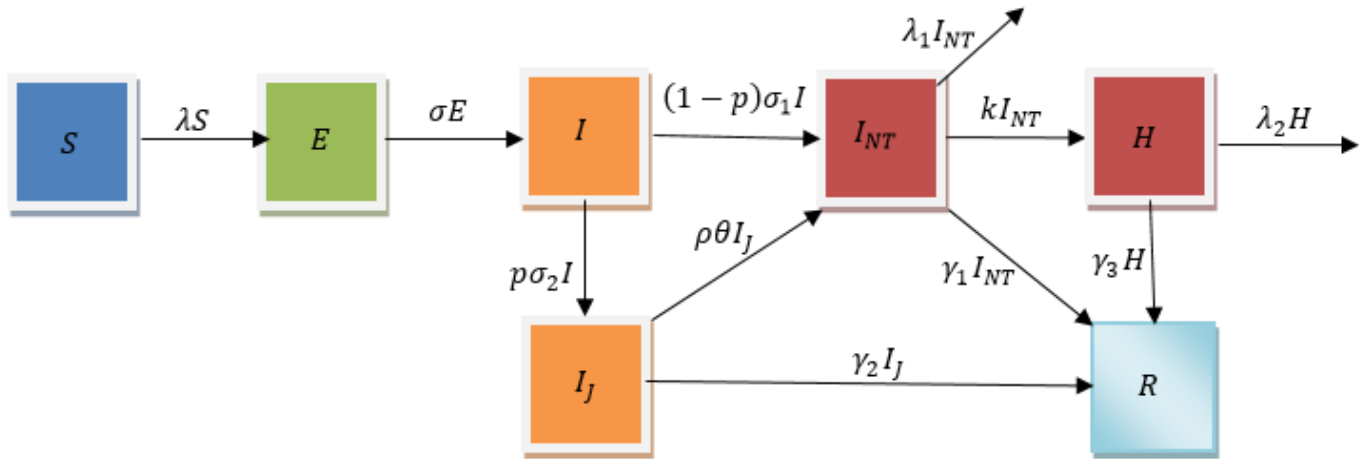 λ₁I_NT
S
λS
E
σE
I
(1 − p)σ₁I
I_NT
kI_NT
H
λ₂H
pσ₂I
ρθI_J
γ₁I_NT
γ₃H
I_J
γ₂I_J
R